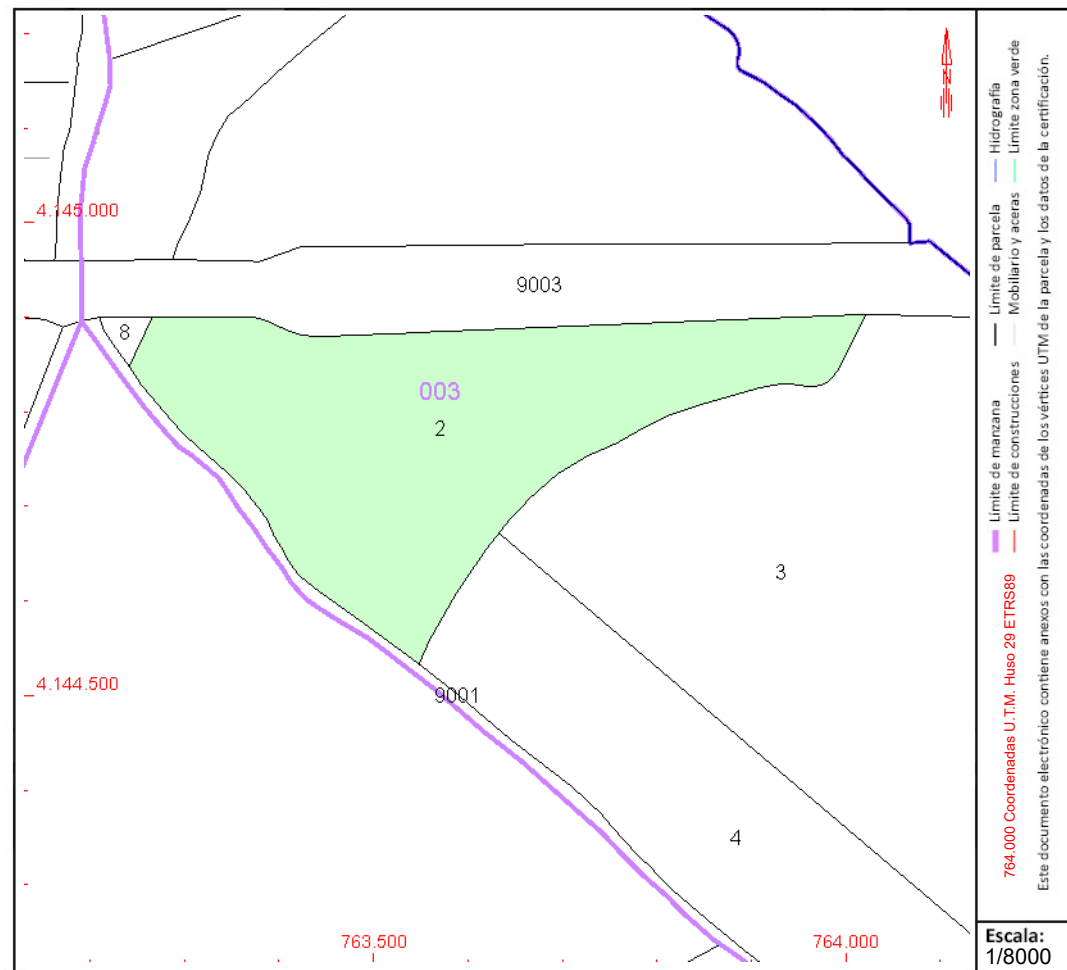 4.145.000
9003
8
003
2
3
4.144.500
9001
4
763.500
764.000
N
Límite de manzana
Límite de parcela
Hidrografía
Límite de construcciones
Mobiliario y aceras
Límite zona verde
764.000 Coordenadas U.T.M. Huso 29 ETRS89
Este documento electrónico contiene anexos con las coordenadas de los vértices UTM de la parcela y los datos de la certificación.
Escala:
1/8000